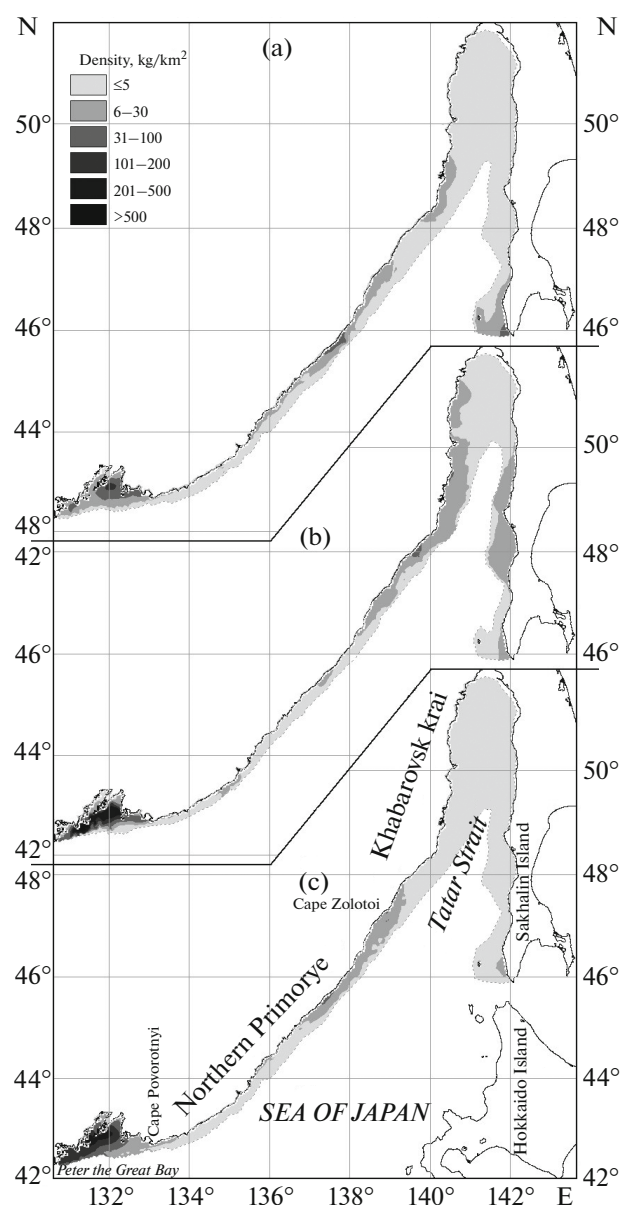 N
N
(a)
Density, kg/km²
≤5
6–30
31–100
101–200
201–500
>500
50°
50°
48°
48°
46°
46°
44°
44°
48°
(b)
42°
50°
48°
48°
46°
46°
44°
44°
42°
(c)
Khabarovsk krai
Tatar Strait
Sakhalin Island
50°
48°
48°
Cape Zolotoi
46°
46°
Northern Primorye
Cape Povorotnyi
Hokkaido Island
44°
44°
SEA OF JAPAN
Peter the Great Bay
42°
42°
132° 134° 136° 138° 140° 142° E